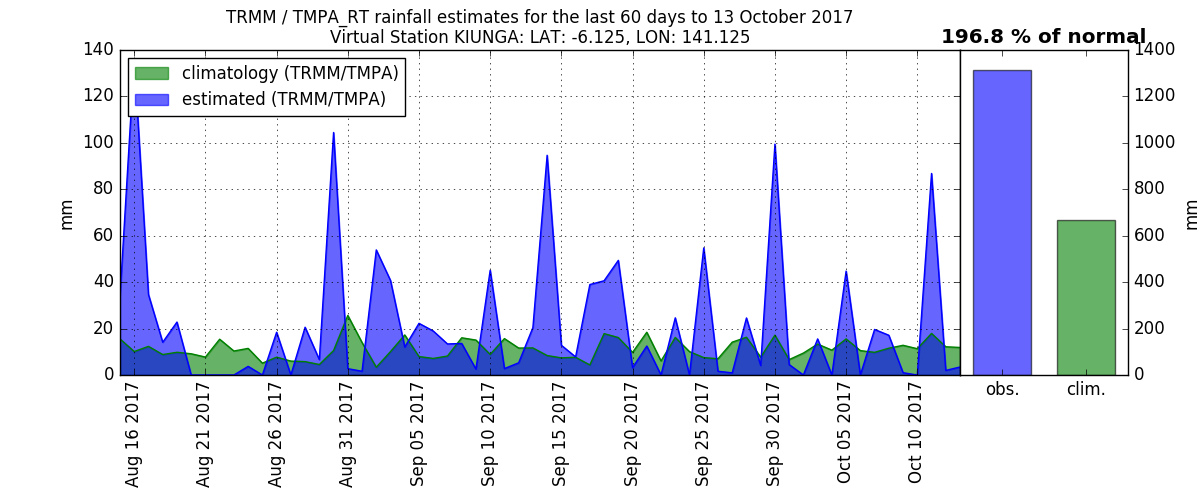 TRMM / TMPA_RT rainfall estimates for the last 60 days to 13 October 2017
Virtual Station KIUNGA: LAT: -6.125, LON: 141.125
196.8 % of normal
climatology (TRMM/TMPA)
estimated (TRMM/TMPA)
mm
140
120
100
80
60
40
20
0
Aug 16 2017
Aug 21 2017
Aug 26 2017
Aug 31 2017
Sep 05 2017
Sep 10 2017
Sep 15 2017
Sep 20 2017
Sep 25 2017
Sep 30 2017
Oct 05 2017
Oct 10 2017
obs.
clim.
1400
1200
1000
800
600
400
200
0
mm